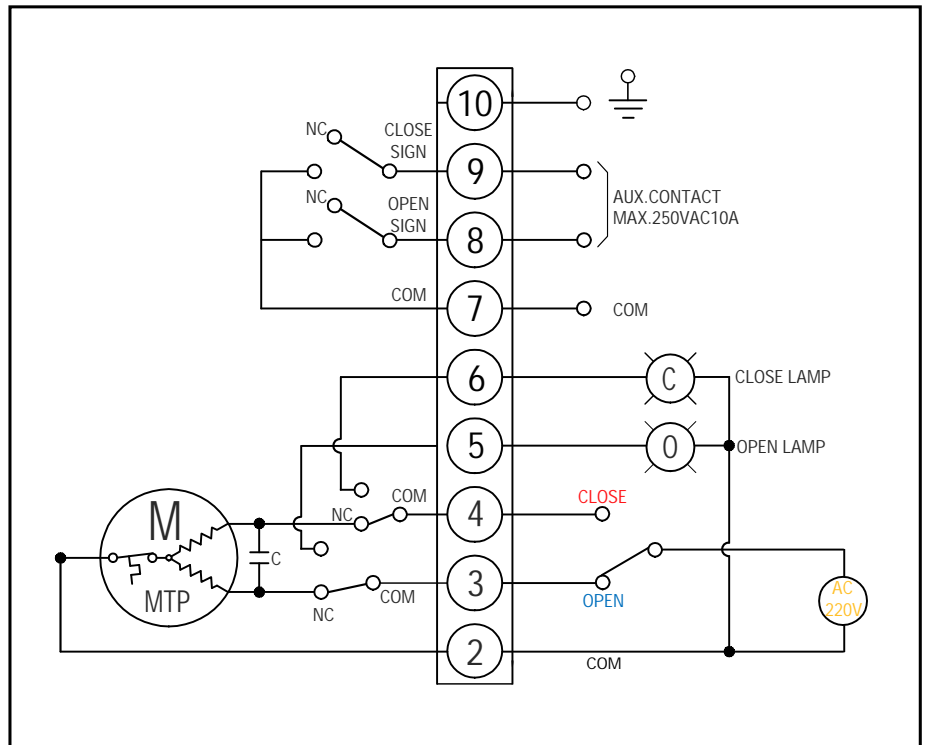 10
NC
CLOSE
SIGN
9
NC
OPEN
SIGN
8
AUX.CONTACT
MAX.250VAC10A
COM
7
COM
6
C
CLOSE LAMP
5
O
OPEN LAMP
COM
4
CLOSE
NC
M
C
MTP
COM
3
OPEN
NC
AC
220V
2
COM